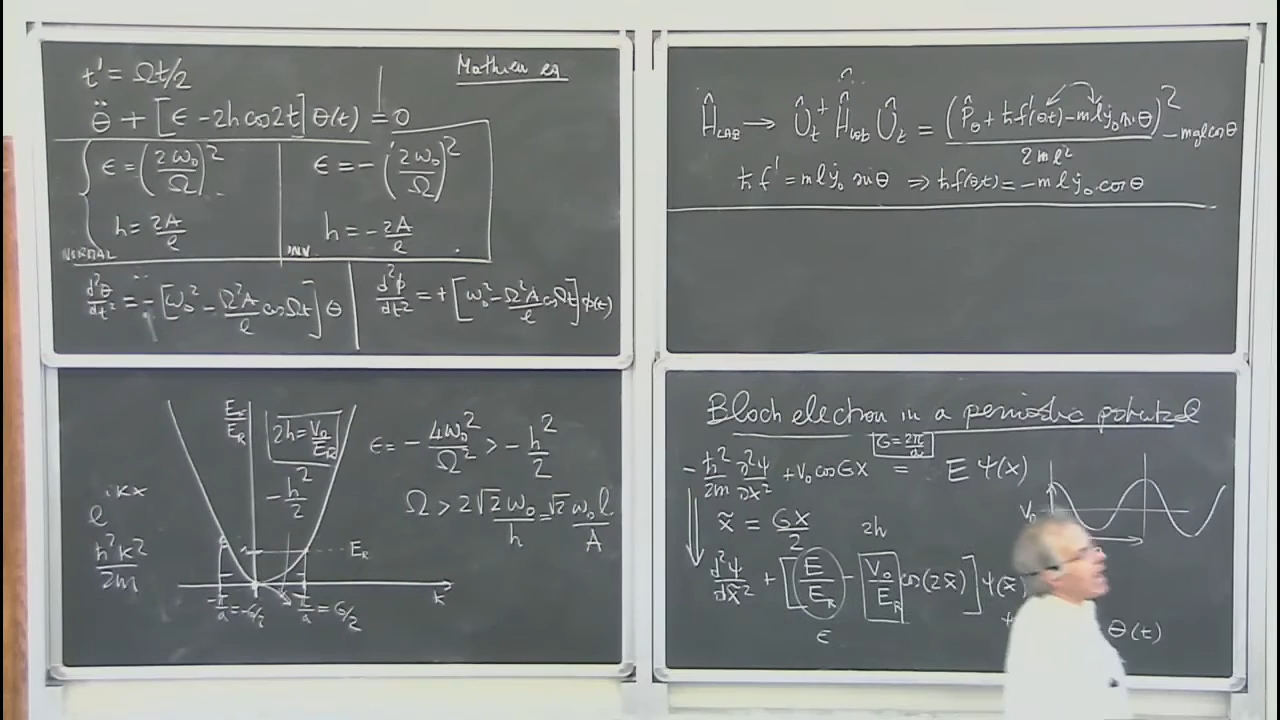 t' = Ωt/2
Mathieu eq
θ̈ + [ϵ - 2h cos 2t] θ(t) = 0
ϵ = (2ω₀/Ω)²
ϵ = - (2ω₀/Ω)²
h = 2A/ℓ
h = - 2A/ℓ
NORMAL
INV.
d²θ/dt² = - [ω₀² - Ω²A/ℓ cos Ωt] θ
d²ϕ/dt² = + [ω₀² - Ω²A/ℓ cos Ωt] ϕ(t)
Ĥ_LAB → Û_t⁺ Ĥ_lab Û_t = (P̂_θ + ħf'(θ,t) - mℓẏ₀ sin θ)² / 2mℓ² - mgℓ cos θ
ħf' = mℓẏ₀ sin θ ⇒ ħf(θ,t) = -mℓẏ₀ cos θ
2h = V₀/E_R
-h²/2
ϵ = - 4ω₀²/Ω² > - h²/2
Ω > 2√2 ω₀/h = √2 ω₀ℓ/A
e^{iKx}
ħ²k²/2m
E_R
-π/a = -G/2
π/a = G/2
K
Bloch electron in a periodic potential
G = 2π/a
- ħ²/2m ∂²ψ/∂x² + V₀ cos Gx = E ψ(x)
x̃ = Gx/2
2h
V₀
d²ψ/dx̃² + [E/E_R - V₀/E_R cos(2x̃)] ψ(x̃)
ϵ
θ(t)